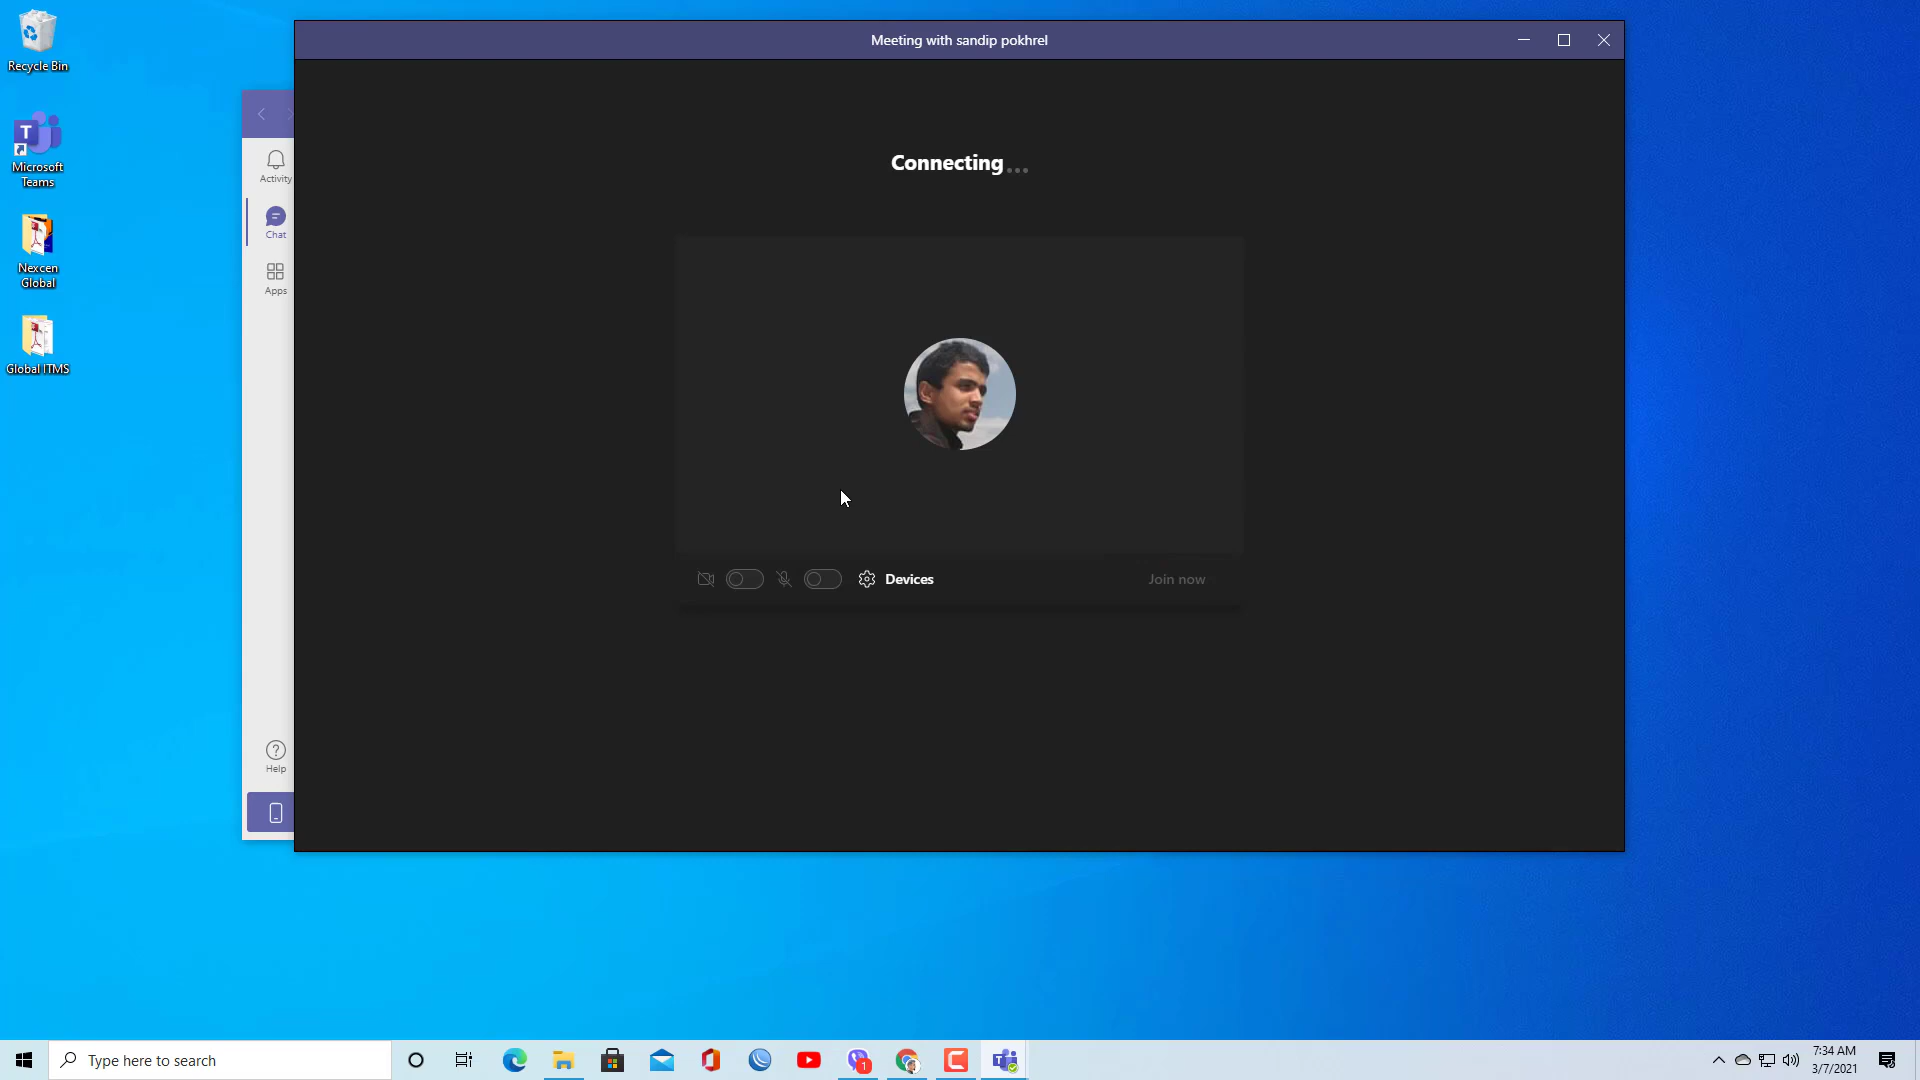 Recycle Bin
Microsoft
Teams
Nexcen
Global
Global ITMS
Activity
Chat
Apps
Help
Meeting with sandip pokhrel
Connecting...
Devices
Join now
Type here to search
1
7:34 AM
3/7/2021